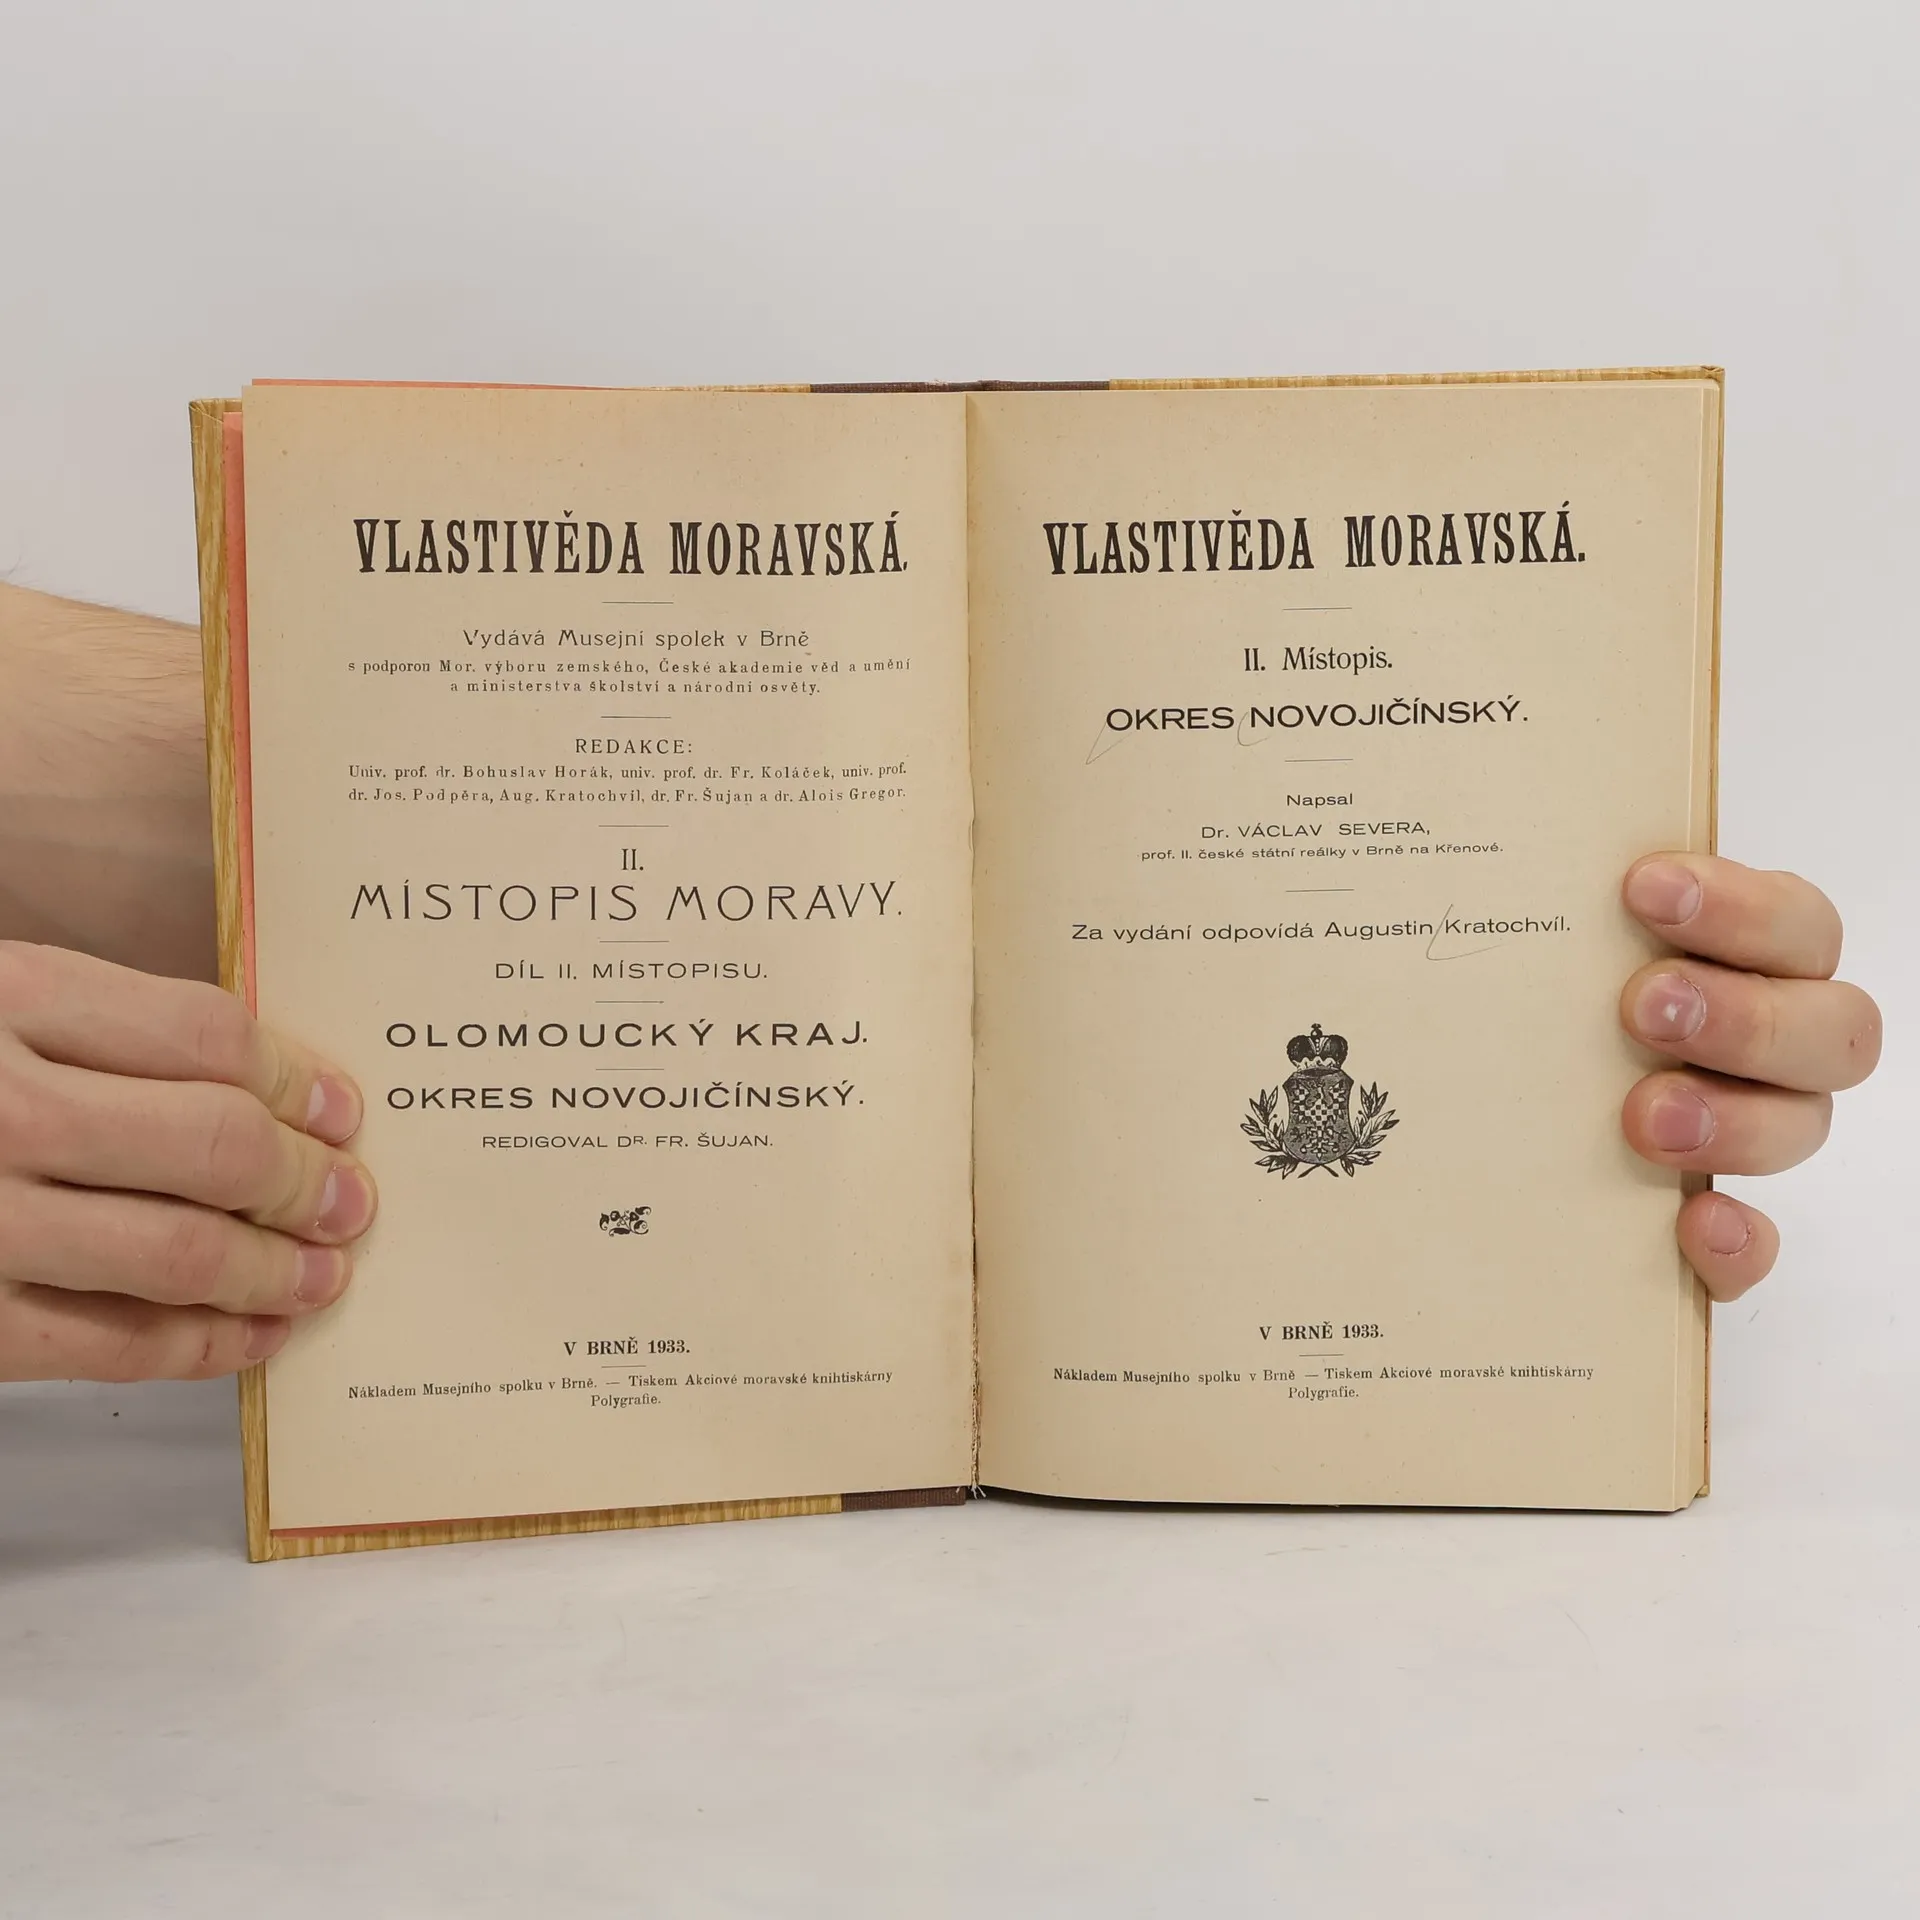 VLASTIVĚDA MORAVSKÁ.
Vydává Musejní spolek v Brně
s podporou Mor. výboru zemského, České akademie věd a umění
a ministerstva školství a národní osvěty.
REDAKCE:
Univ. prof. dr. Bohuslav Horák, univ. prof. dr. Fr. Koláček, univ. prof.
dr. Jos. Podpěra, Aug. Kratochvíl, dr. Fr. Šujan a dr. Alois Gregor.
II.
MÍSTOPIS MORAVY.
DÍL II. MÍSTOPISU.
OLOMOUCKÝ KRAJ.
OKRES NOVOJIČÍNSKÝ.
REDIGOVAL DR. FR. ŠUJAN.
V BRNĚ 1933.
Nákladem Musejního spolku v Brně. — Tiskem Akciové moravské knihtiskárny
Polygrafie.
VLASTIVĚDA MORAVSKÁ.
II. Místopis.
OKRES NOVOJIČÍNSKÝ.
Napsal
Dr. VÁCLAV SEVERA,
prof. II. české státní reálky v Brně na Křenové.
Za vydání odpovídá Augustin Kratochvíl.
V BRNĚ 1933.
Nákladem Musejního spolku v Brně — Tiskem Akciové moravské knihtiskárny
Polygrafie.